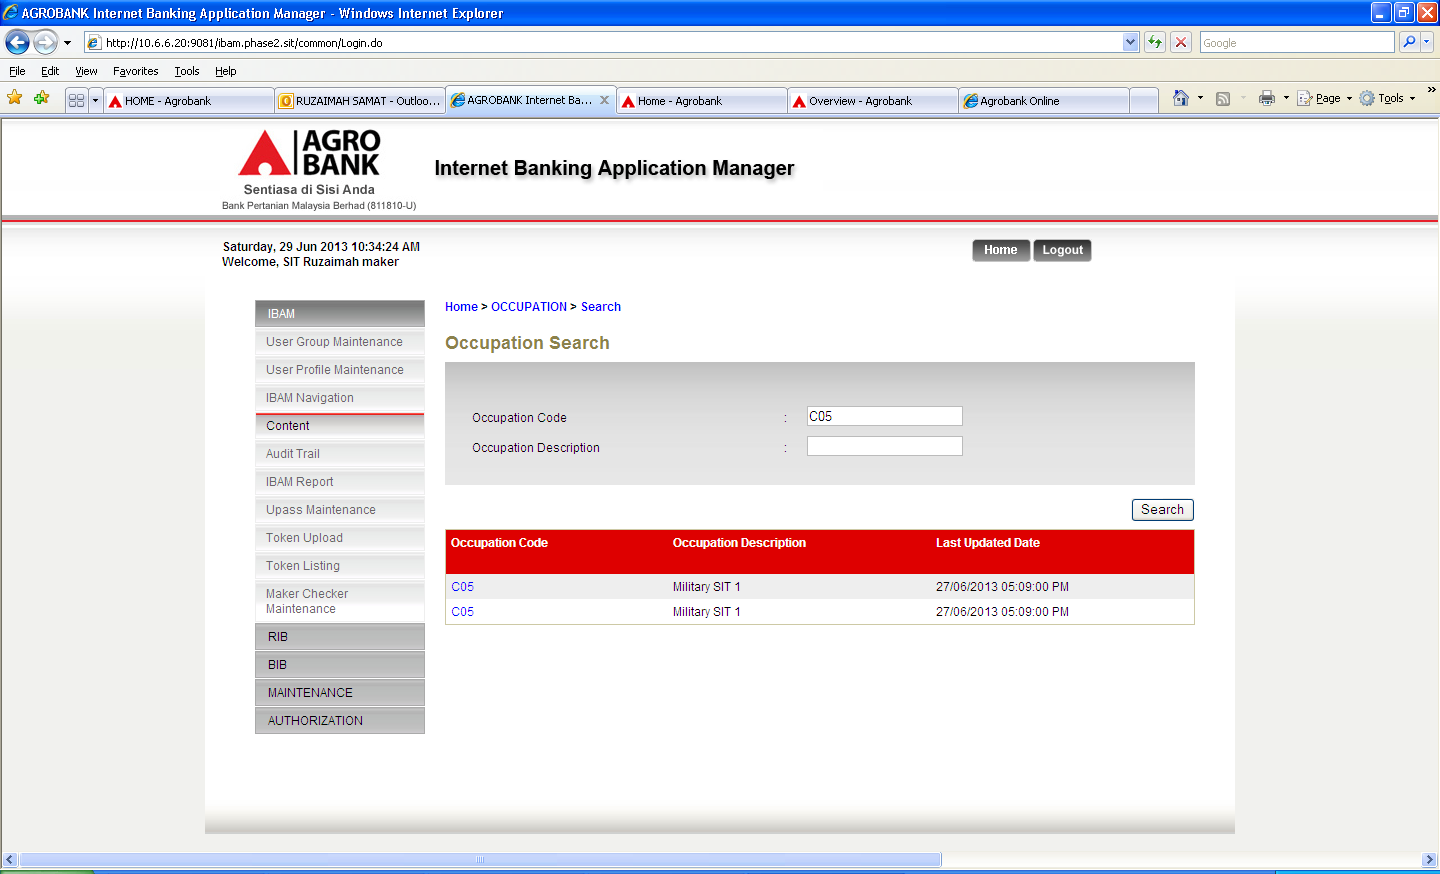 AGROBANK Internet Banking Application Manager - Windows Internet Explorer
http://10.6.6.20:9081/ibam.phase2.sit/common/Login.do
Google
File Edit View Favorites Tools Help
HOME - Agrobank
RUZAIMAH SAMAT - Outloo...
AGROBANK Internet Ba...
Home - Agrobank
Overview - Agrobank
Agrobank Online
Page
Tools
AGRO
BANK
Sentiasa di Sisi Anda
Bank Pertanian Malaysia Berhad (811810-U)
Internet Banking Application Manager
Saturday, 29 Jun 2013 10:34:24 AM
Welcome, SIT Ruzaimah maker
Home
Logout
IBAM
User Group Maintenance
User Profile Maintenance
IBAM Navigation
Content
Audit Trail
IBAM Report
Upass Maintenance
Token Upload
Token Listing
Maker Checker
Maintenance
RIB
BIB
MAINTENANCE
AUTHORIZATION
Home > OCCUPATION > Search
Occupation Search
Occupation Code : C05
Occupation Description :
Search
Occupation Code Occupation Description Last Updated Date
C05 Military SIT 1 27/06/2013 05:09:00 PM
C05 Military SIT 1 27/06/2013 05:09:00 PM